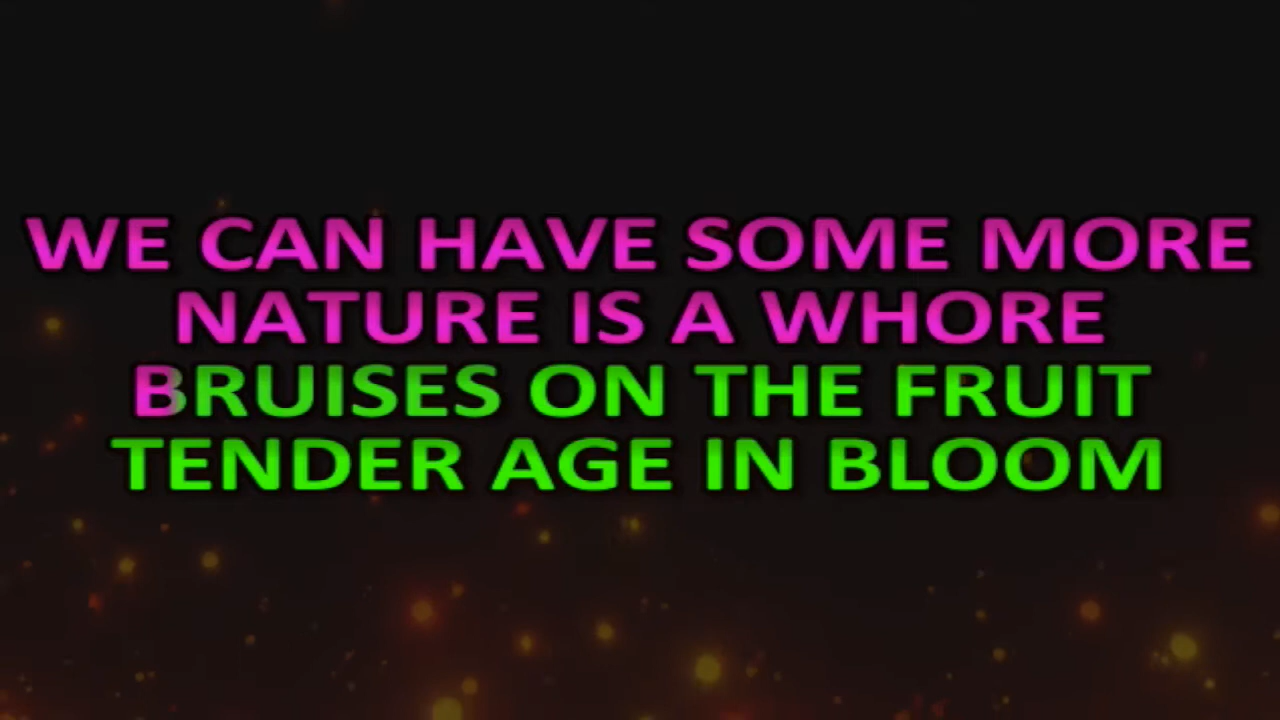 WE CAN HAVE SOME MORE
NATURE IS A WHORE
BRUISES ON THE FRUIT
TENDER AGE IN BLOOM